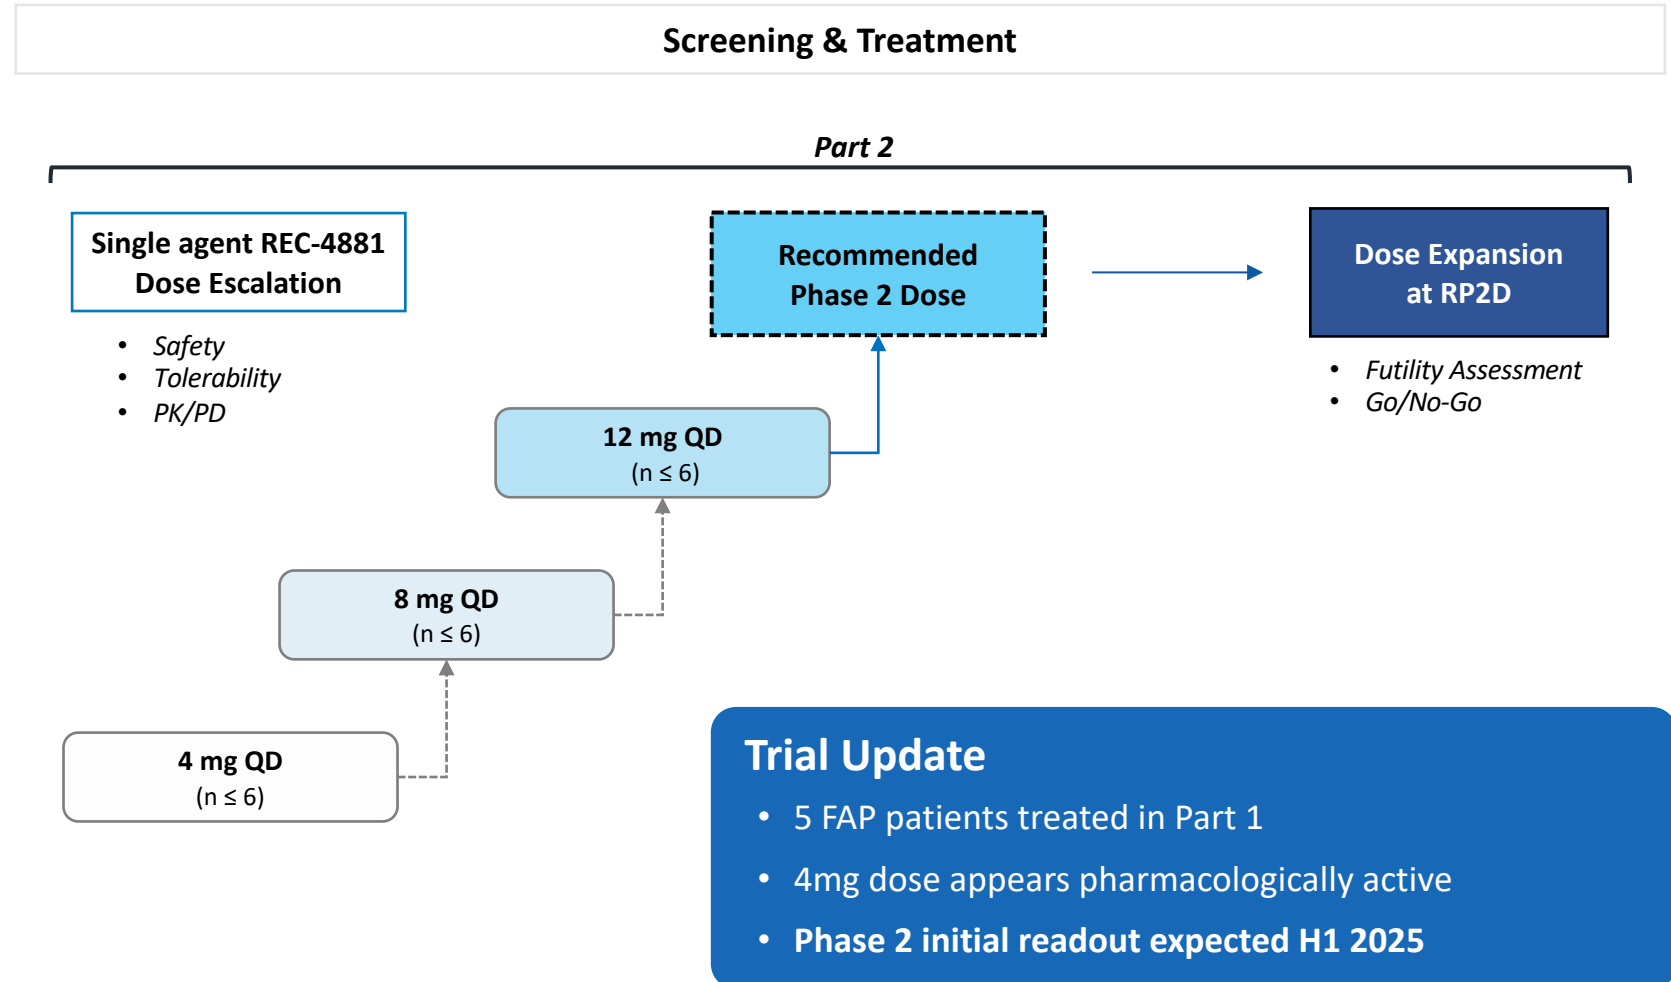 Screening & Treatment
Part 2
Single agent REC-4881
Dose Escalation
• Safety
• Tolerability
• PK/PD
Recommended
Phase 2 Dose
Dose Expansion
at RP2D
• Futility Assessment
• Go/No-Go
12 mg QD
(n ≤ 6)
8 mg QD
(n ≤ 6)
4 mg QD
(n ≤ 6)
Trial Update
• 5 FAP patients treated in Part 1
• 4mg dose appears pharmacologically active
• Phase 2 initial readout expected H1 2025